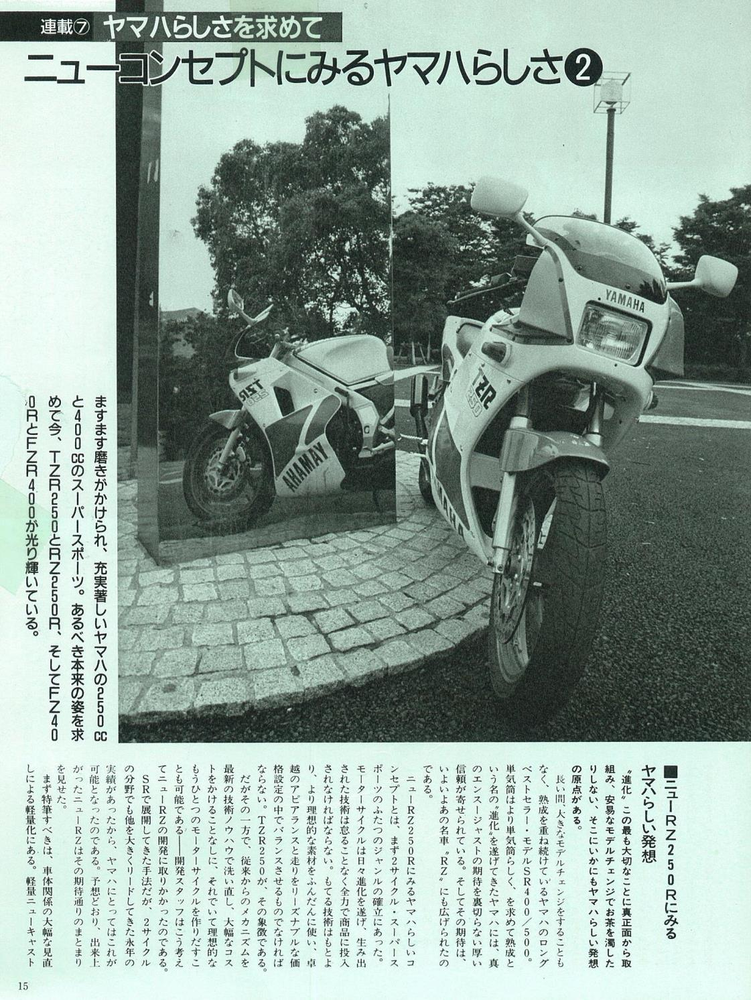 連載⑦ ヤマハらしさを求めて
ニューコンセプトにみるヤマハらしさ❷
YAMAHA
TZR
250
YAMAHA
ますます磨きがかけられ、充実著しいヤマハの250cc
と400ccのスーパースポーツ。あるべき本来の姿を求
めて今、TZR250とRZ250R、そしてFZ40
0RとFZR400が光り輝いている。
■ニューRZ250Rにみる
ヤマハらしい発想
〝進化〟この最も大切なことに真正面から取
組み、安易なモデルチェンジでお茶を濁した
りしない、そこにいかにもヤマハらしい発想
の原点がある。
長い間、大きなモデルチェンジをすることも
なく、熟成を重ね続けているヤマハのロング
ベストセラー・モデルSR400／500。
単気筒はより単気筒らしく、を求めて熟成と
いう名の〝進化〟を遂げてきたヤマハには、真
のエンスージャストの期待を裏切らない厚い
信頼が寄せられている。そしてその期待は、
いよいよあの名車〝RZ〟にも広げられたの
である。
ニューRZ250Rにみるヤマハらしいコ
ンセプトとは、まず2サイクル・スーパース
ポーツのふたつのジャンルの確立にあった。
モーターサイクルは日々進化を遂げ、生み出
された技術は怠ることなく全力で商品に投入
されなければならない。もてる技術はもとよ
り、より理想的な素材をふんだんに使い、卓
越のアピアランスと走りをリーズナブルな価
格設定の中でバランスさせるものでなければ
ならない。TZR250が、その象徴である。
だがその一方で、従来からのメカニズムを
最新の技術ノウハウで洗い直し、大幅なコス
トをかけることなしに、それでいて理想的な
もうひとつのモーターサイクルを作りだすこ
とも可能である──開発スタッフはこう考え
てニューRZの開発に取りかかったのである。
SRで展開してきた手法だが、2サイクル
の分野でも他を大きくリードしてきた永年の
実績があったから、ヤマハにとってはこれが
可能となったのである。予想どおり、出来上
がったニューRZはその期待通りのまとまり
を見せた。
まず特筆すべきは、車体関係の大幅な見直
しによる軽量化にある。軽量ニューキャスト
15